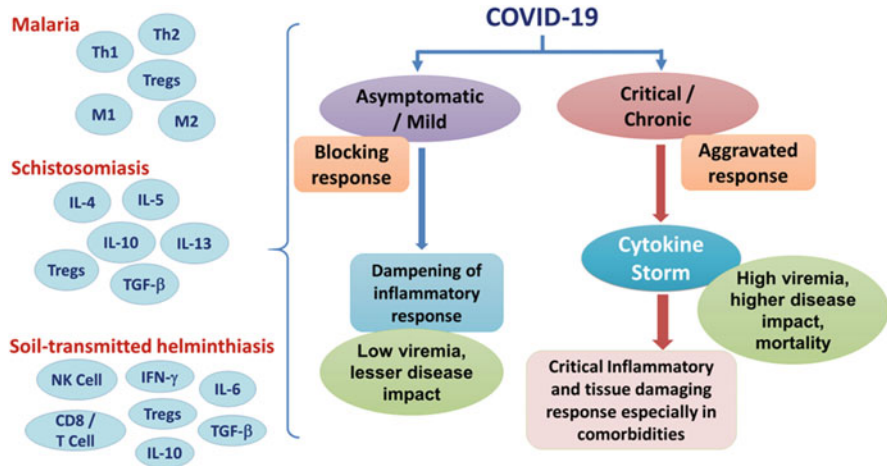 Malaria
Th1
Th2
Tregs
M1
M2
Schistosomiasis
IL-4
IL-5
IL-10
IL-13
Tregs
TGF-β
Soil-transmitted helminthiasis
NK Cell
IFN-γ
IL-6
Tregs
CD8 /
T Cell
TGF-β
IL-10
COVID-19
Asymptomatic
/ Mild
Blocking
response
Dampening of
inflammatory
response
Low viremia,
lesser disease
impact
Critical /
Chronic
Aggravated
response
Cytokine
Storm
High viremia,
higher disease
impact,
mortality
Critical Inflammatory
and tissue damaging
response especially in
comorbidities